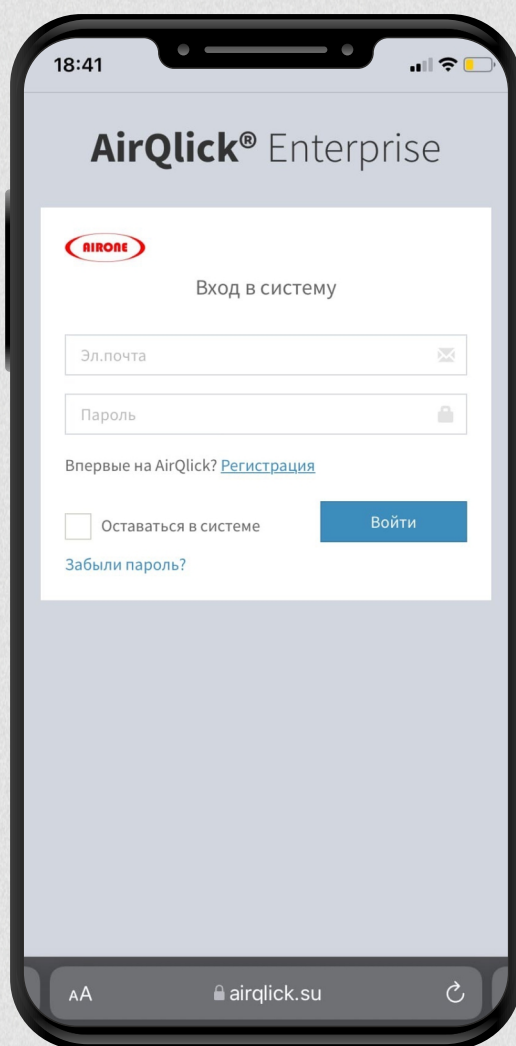 18:41
AirQlick® Enterprise
AIRONE
Вход в систему
Эл.почта
Пароль
Впервые на AirQlick? Регистрация
Оставаться в системе
Войти
Забыли пароль?
AA
airqlick.su